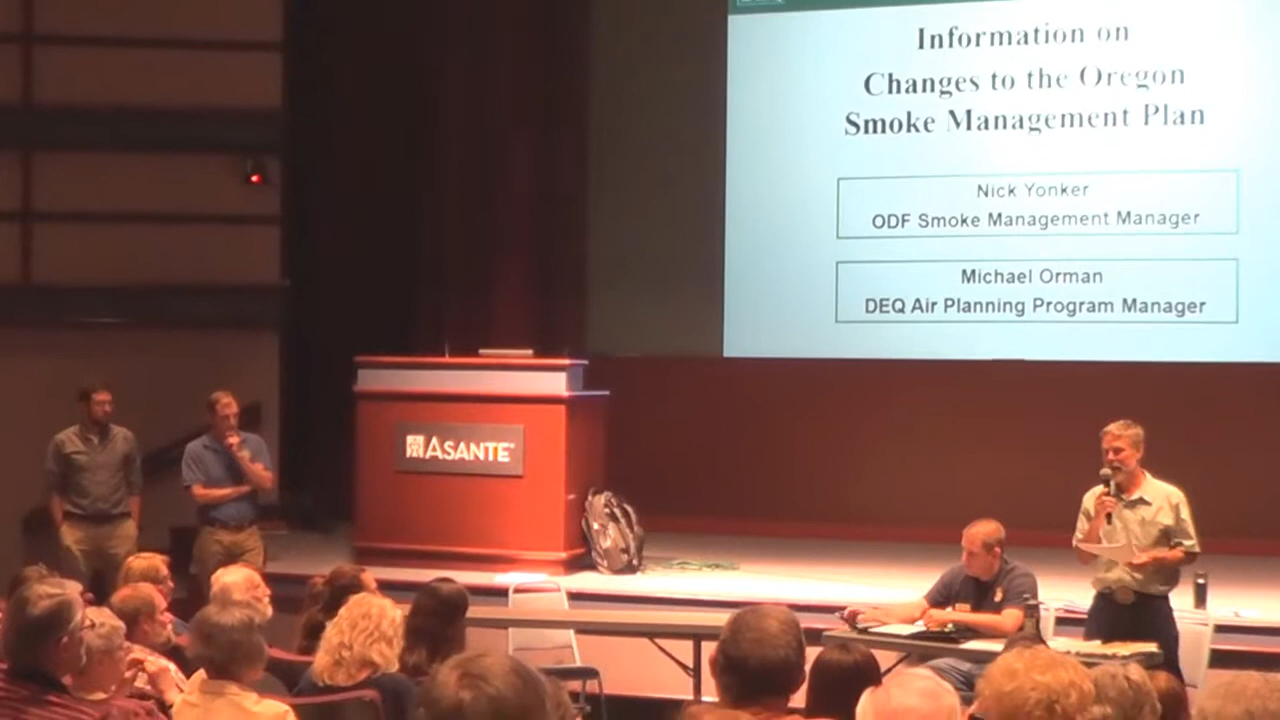 Information on
Changes to the Oregon
Smoke Management Plan
Nick Yonker
ODF Smoke Management Manager
Michael Orman
DEQ Air Planning Program Manager
ASANTE